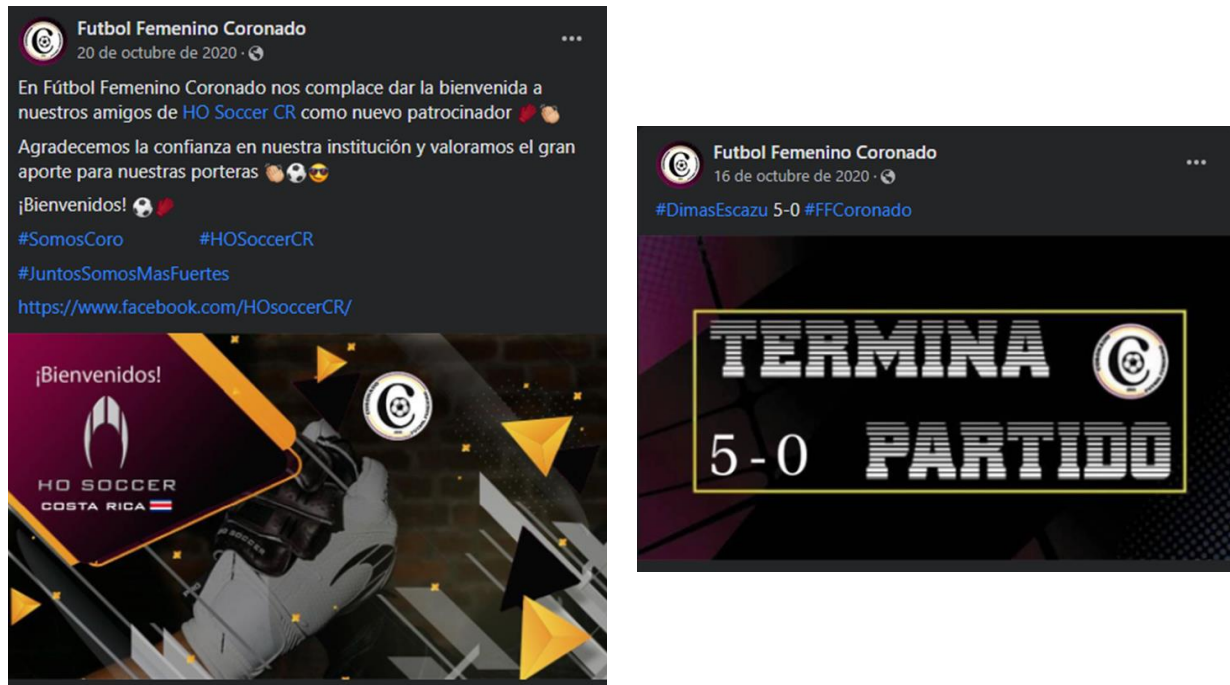 Futbol Femenino Coronado
20 de octubre de 2020
En Fútbol Femenino Coronado nos complace dar la bienvenida a
nuestros amigos de HO Soccer CR como nuevo patrocinador
Agradecemos la confianza en nuestra institución y valoramos el gran
aporte para nuestras porteras
¡Bienvenidos!
#SomosCoro #HOSoccerCR
#JuntosSomosMasFuertes
https://www.facebook.com/HOsoccerCR/
¡Bienvenidos!
HO SOCCER
COSTA RICA
HO SOCCER
Futbol Femenino Coronado
16 de octubre de 2020
#DimasEscazu 5-0 #FFCoronado
TERMINA
5-0 PARTIDO